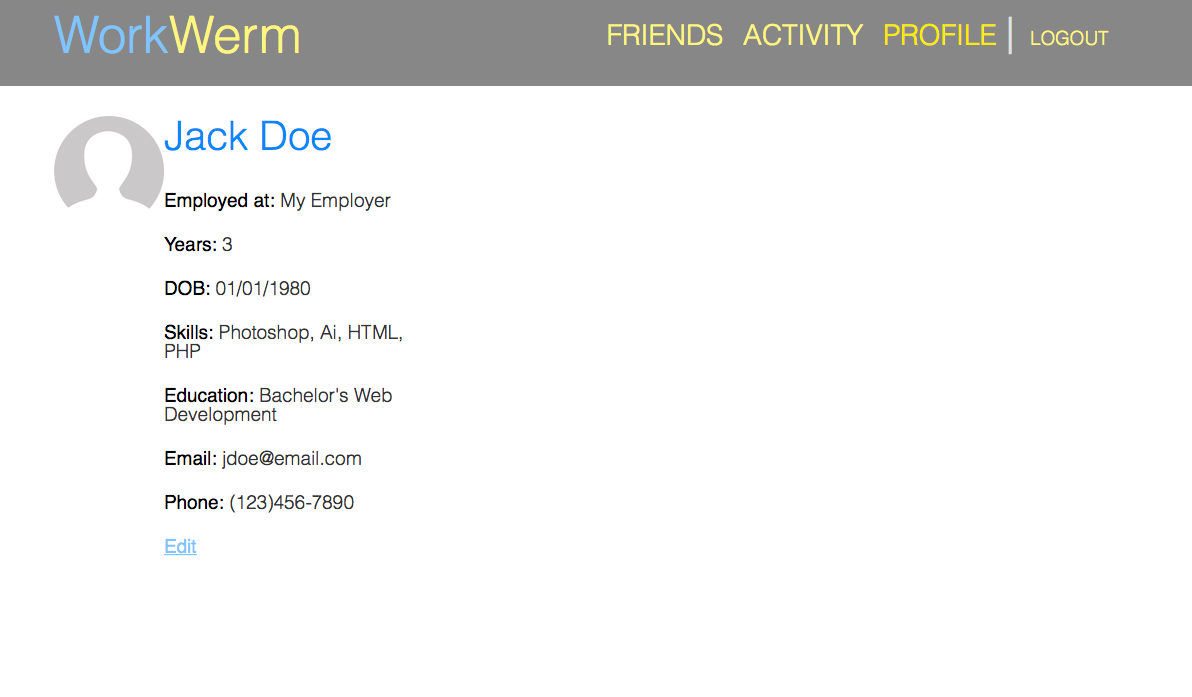 WorkWerm
FRIENDS ACTIVITY PROFILE | LOGOUT
Jack Doe
Employed at: My Employer
Years: 3
DOB: 01/01/1980
Skills: Photoshop, Ai, HTML,
PHP
Education: Bachelor's Web
Development
Email: jdoe@email.com
Phone: (123)456-7890
Edit